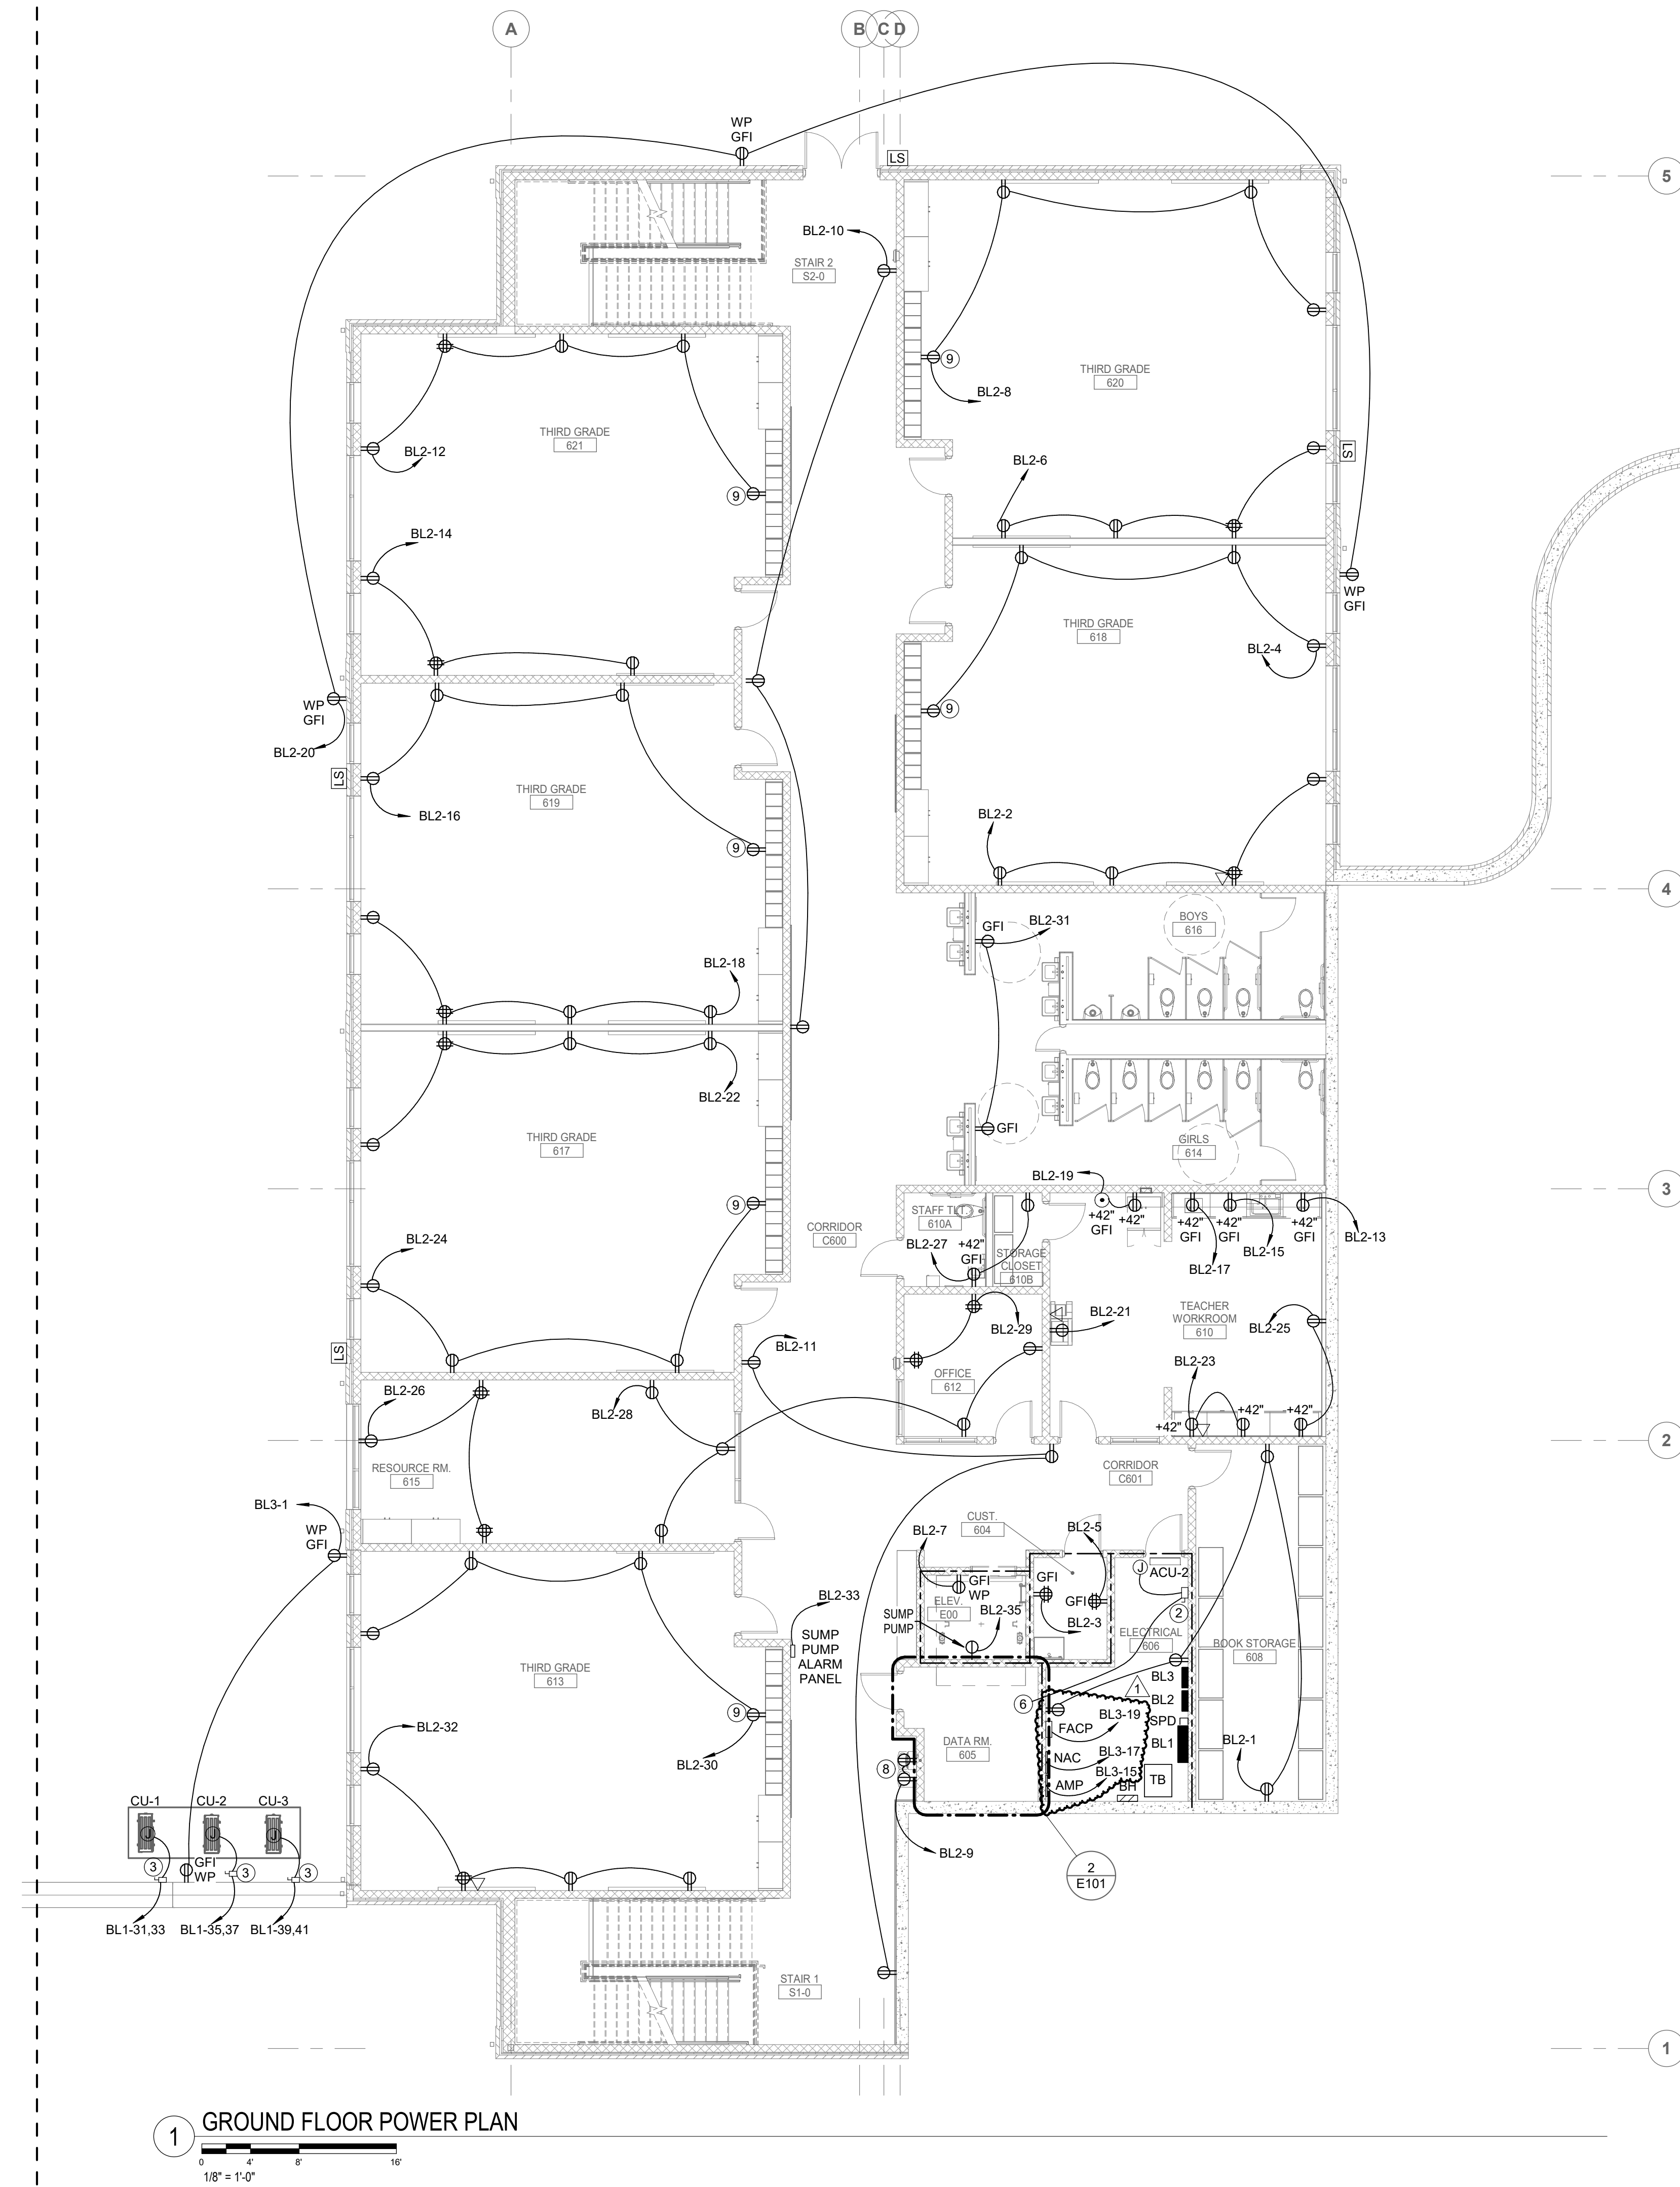 A
B
C
D
WP
GFI
LS
5
BL2-10
STAIR 2
S2-0
9
BL2-8
THIRD GRADE
620
THIRD GRADE
621
BL2-12
9
BL2-6
LS
BL2-14
WP
GFI
THIRD GRADE
618
BL2-4
WP
GFI
BL2-20
9
LS
THIRD GRADE
619
BL2-16
9
BL2-2
4
BL2-18
GFI
BL2-31
BOYS
616
BL2-22
GFI
THIRD GRADE
617
GIRLS
614
3
9
BL2-19
+42"
GFI
+42"
+42"
GFI
+42"
GFI
+42"
GFI
BL2-13
BL2-15
BL2-17
STAFF TLT.
610A
CORRIDOR
C600
BL2-27
+42"
GFI
STORAGE
CLOSET
610B
BL2-24
BL2-21
TEACHER
WORKROOM
610
BL2-25
BL2-29
LS
BL2-11
OFFICE
612
BL2-23
BL2-26
BL2-28
+42"
+42"
+42"
2
RESOURCE RM.
615
CORRIDOR
C601
BL3-1
WP
GFI
CUST.
604
BL2-7
BL2-5
J
ACU-2
GFI
WP
GFI
GFI
ELEV.
E00
BL2-35
BL2-3
2
SUMP
PUMP
ELECTRICAL
606
BOOK STORAGE
608
BL2-33
SUMP
PUMP
ALARM
PANEL
THIRD GRADE
613
9
BL2-32
BL2-30
6
1
BL3
BL2
SPD
BL1
FACP
BL3-19
NAC
BL3-17
AMP
BL3-15
BH
TB
BL2-1
DATA RM.
605
8
BL2-9
2
E101
CU-1
CU-2
CU-3
J
J
J
3
GFI
WP
3
3
BL1-31,33
BL1-35,37
BL1-39,41
STAIR 1
S1-0
1
1
GROUND FLOOR POWER PLAN
0
4'
8'
16'
1/8" = 1'-0"